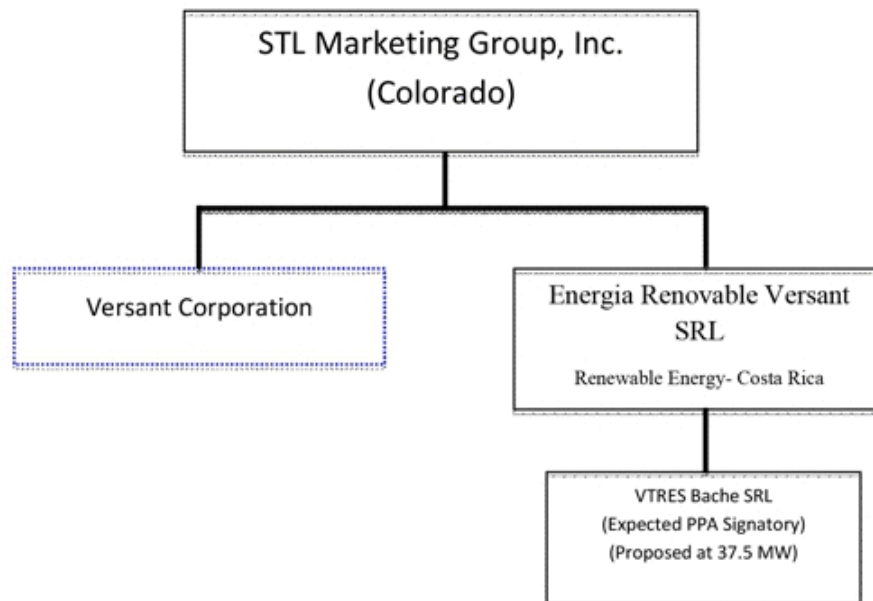 STL Marketing Group, Inc.
(Colorado)
Versant Corporation
Energia Renovable Versant
SRL
Renewable Energy- Costa Rica
VTRES Bache SRL
(Expected PPA Signatory)
(Proposed at 37.5 MW)